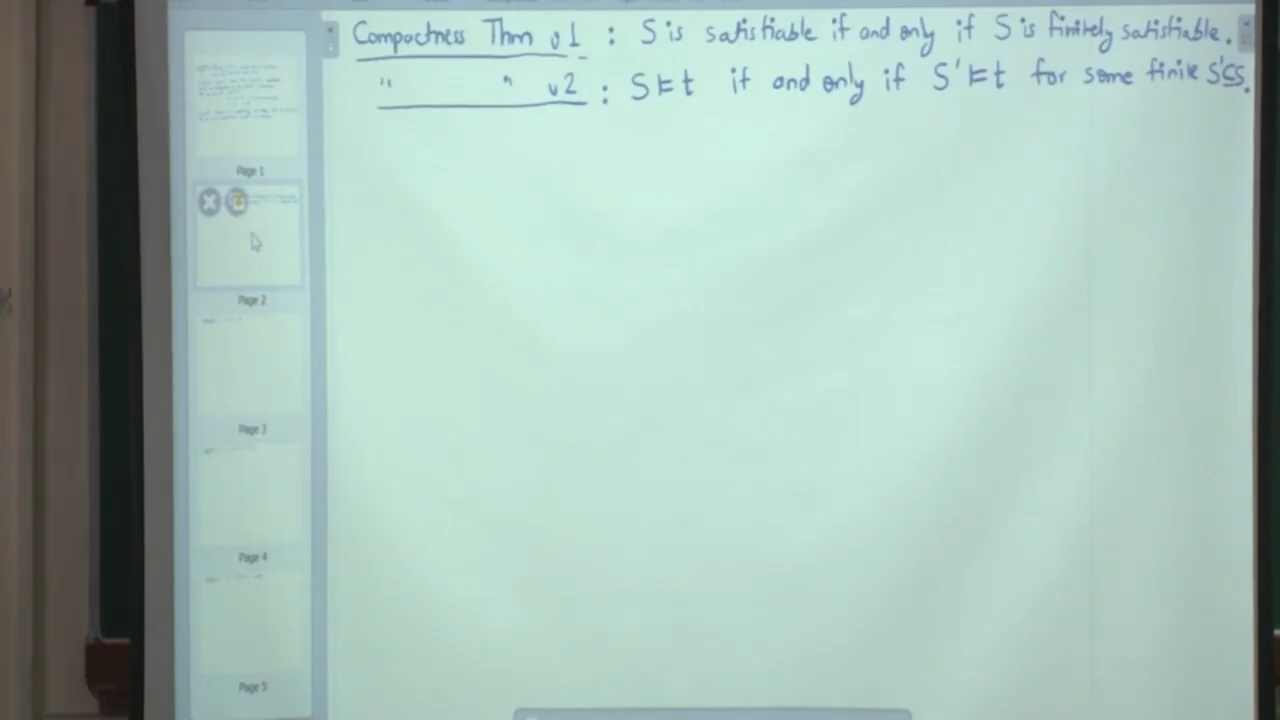 Compactness Thm v1 : S is satisfiable if and only if S is finitely satisfiable.
" " v2 : S ⊨ t if and only if S' ⊨ t for some finite S' ⊆ S.
Page 1
Page 2
Page 3
Page 4
Page 5